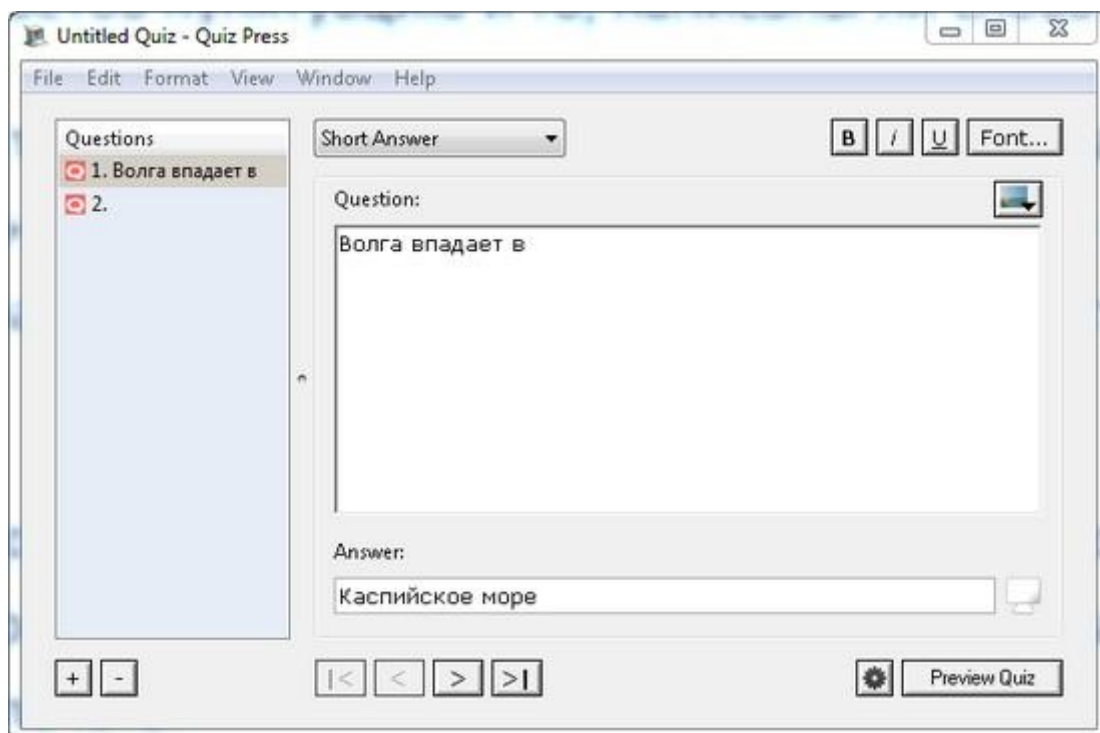 Untitled Quiz - Quiz Press
File Edit Format View Window Help
Questions
1. Волга впадает в
2.
Short Answer
B I U Font...
Question:
Волга впадает в
Answer:
Каспийское море
+ -
|< < > >|
Preview Quiz